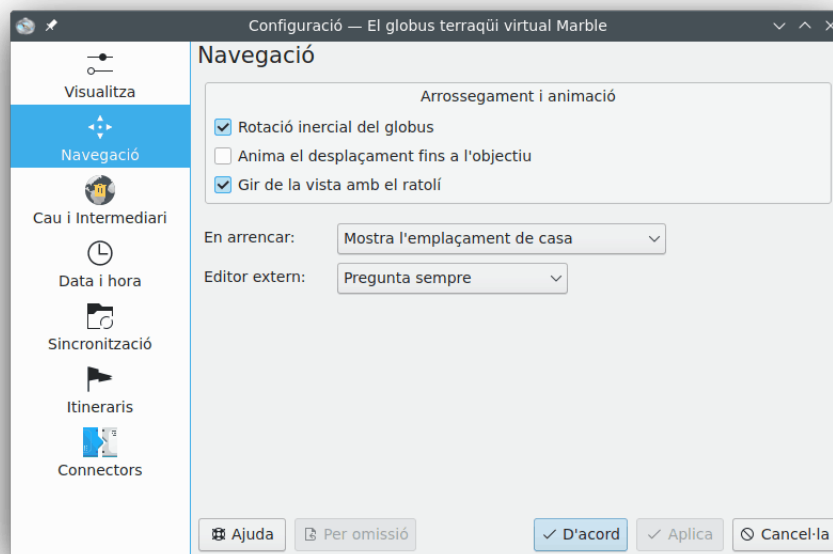 Configuració — El globus terraqüi virtual Marble
Visualitza
Navegació
Cau i Intermediari
Data i hora
Sincronització
Itineraris
Connectors
Navegació
Arrossegament i animació
Rotació inercial del globus
Anima el desplaçament fins a l'objectiu
Gir de la vista amb el ratolí
En arrencar: Mostra l'emplaçament de casa
Editor extern: Pregunta sempre
Ajuda Per omissió D'acord Aplica Cancel·la